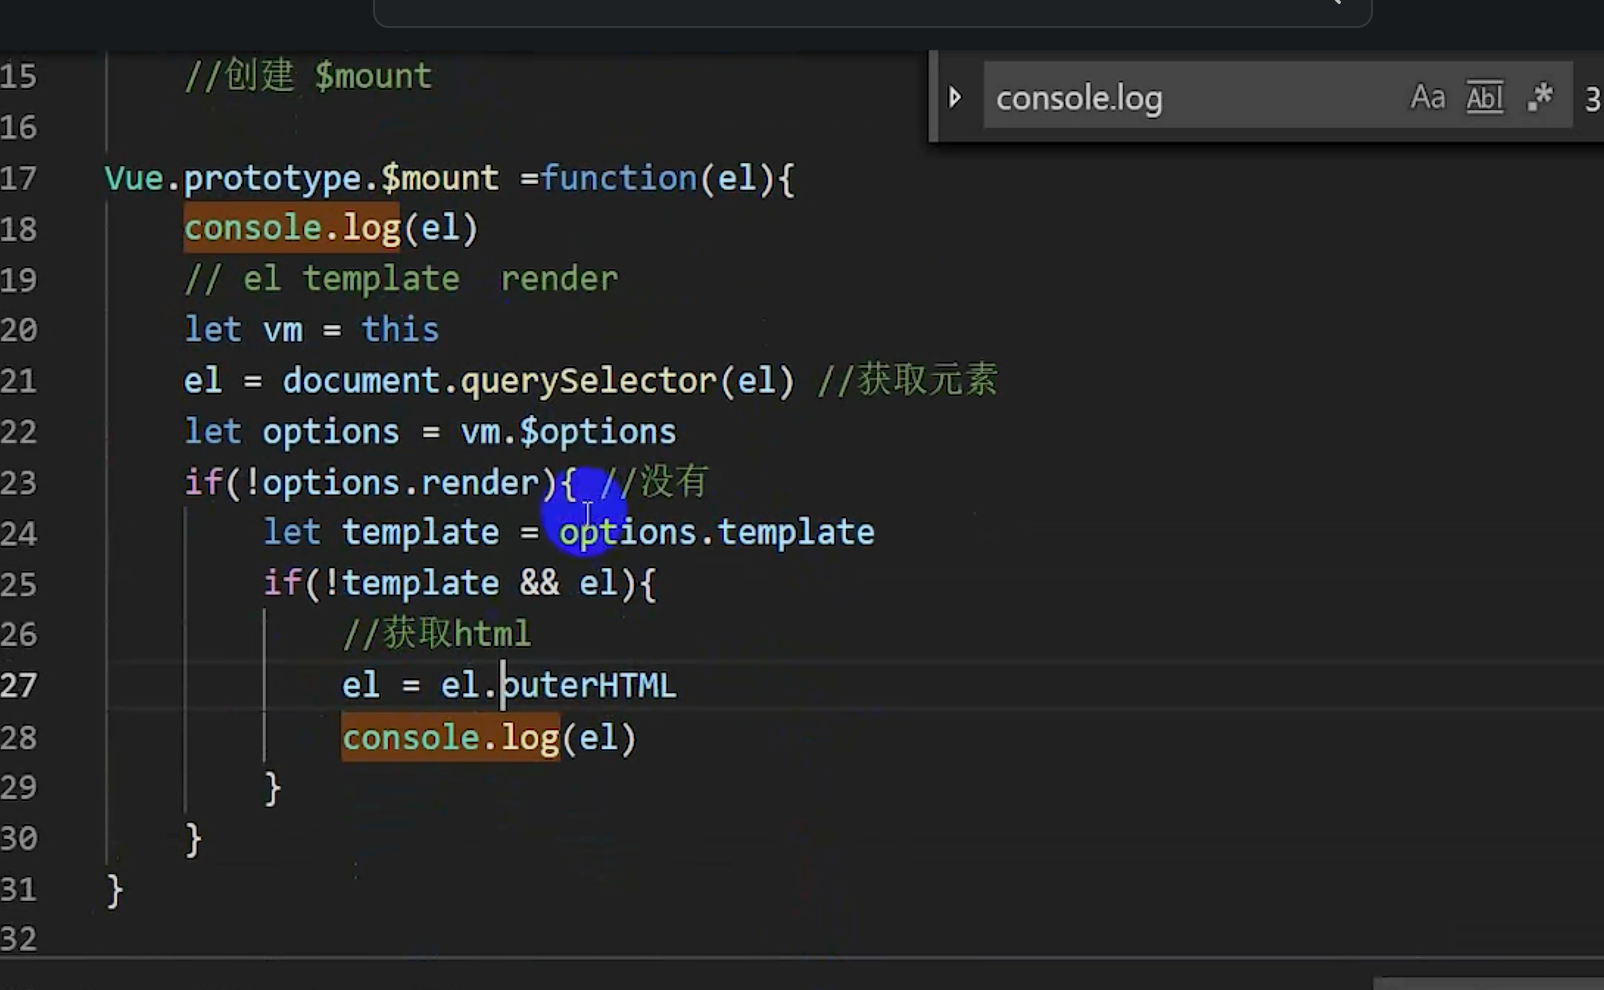 console.log Aa Abl .* 3
15 //创建 $mount
16
17 Vue.prototype.$mount =function(el){
18 console.log(el)
19 // el template render
20 let vm = this
21 el = document.querySelector(el) //获取元素
22 let options = vm.$options
23 if(!options.render){ //没有
24 let template = options.template
25 if(!template && el){
26 //获取html
27 el = el.outerHTML
28 console.log(el)
29 }
30 }
31 }
32